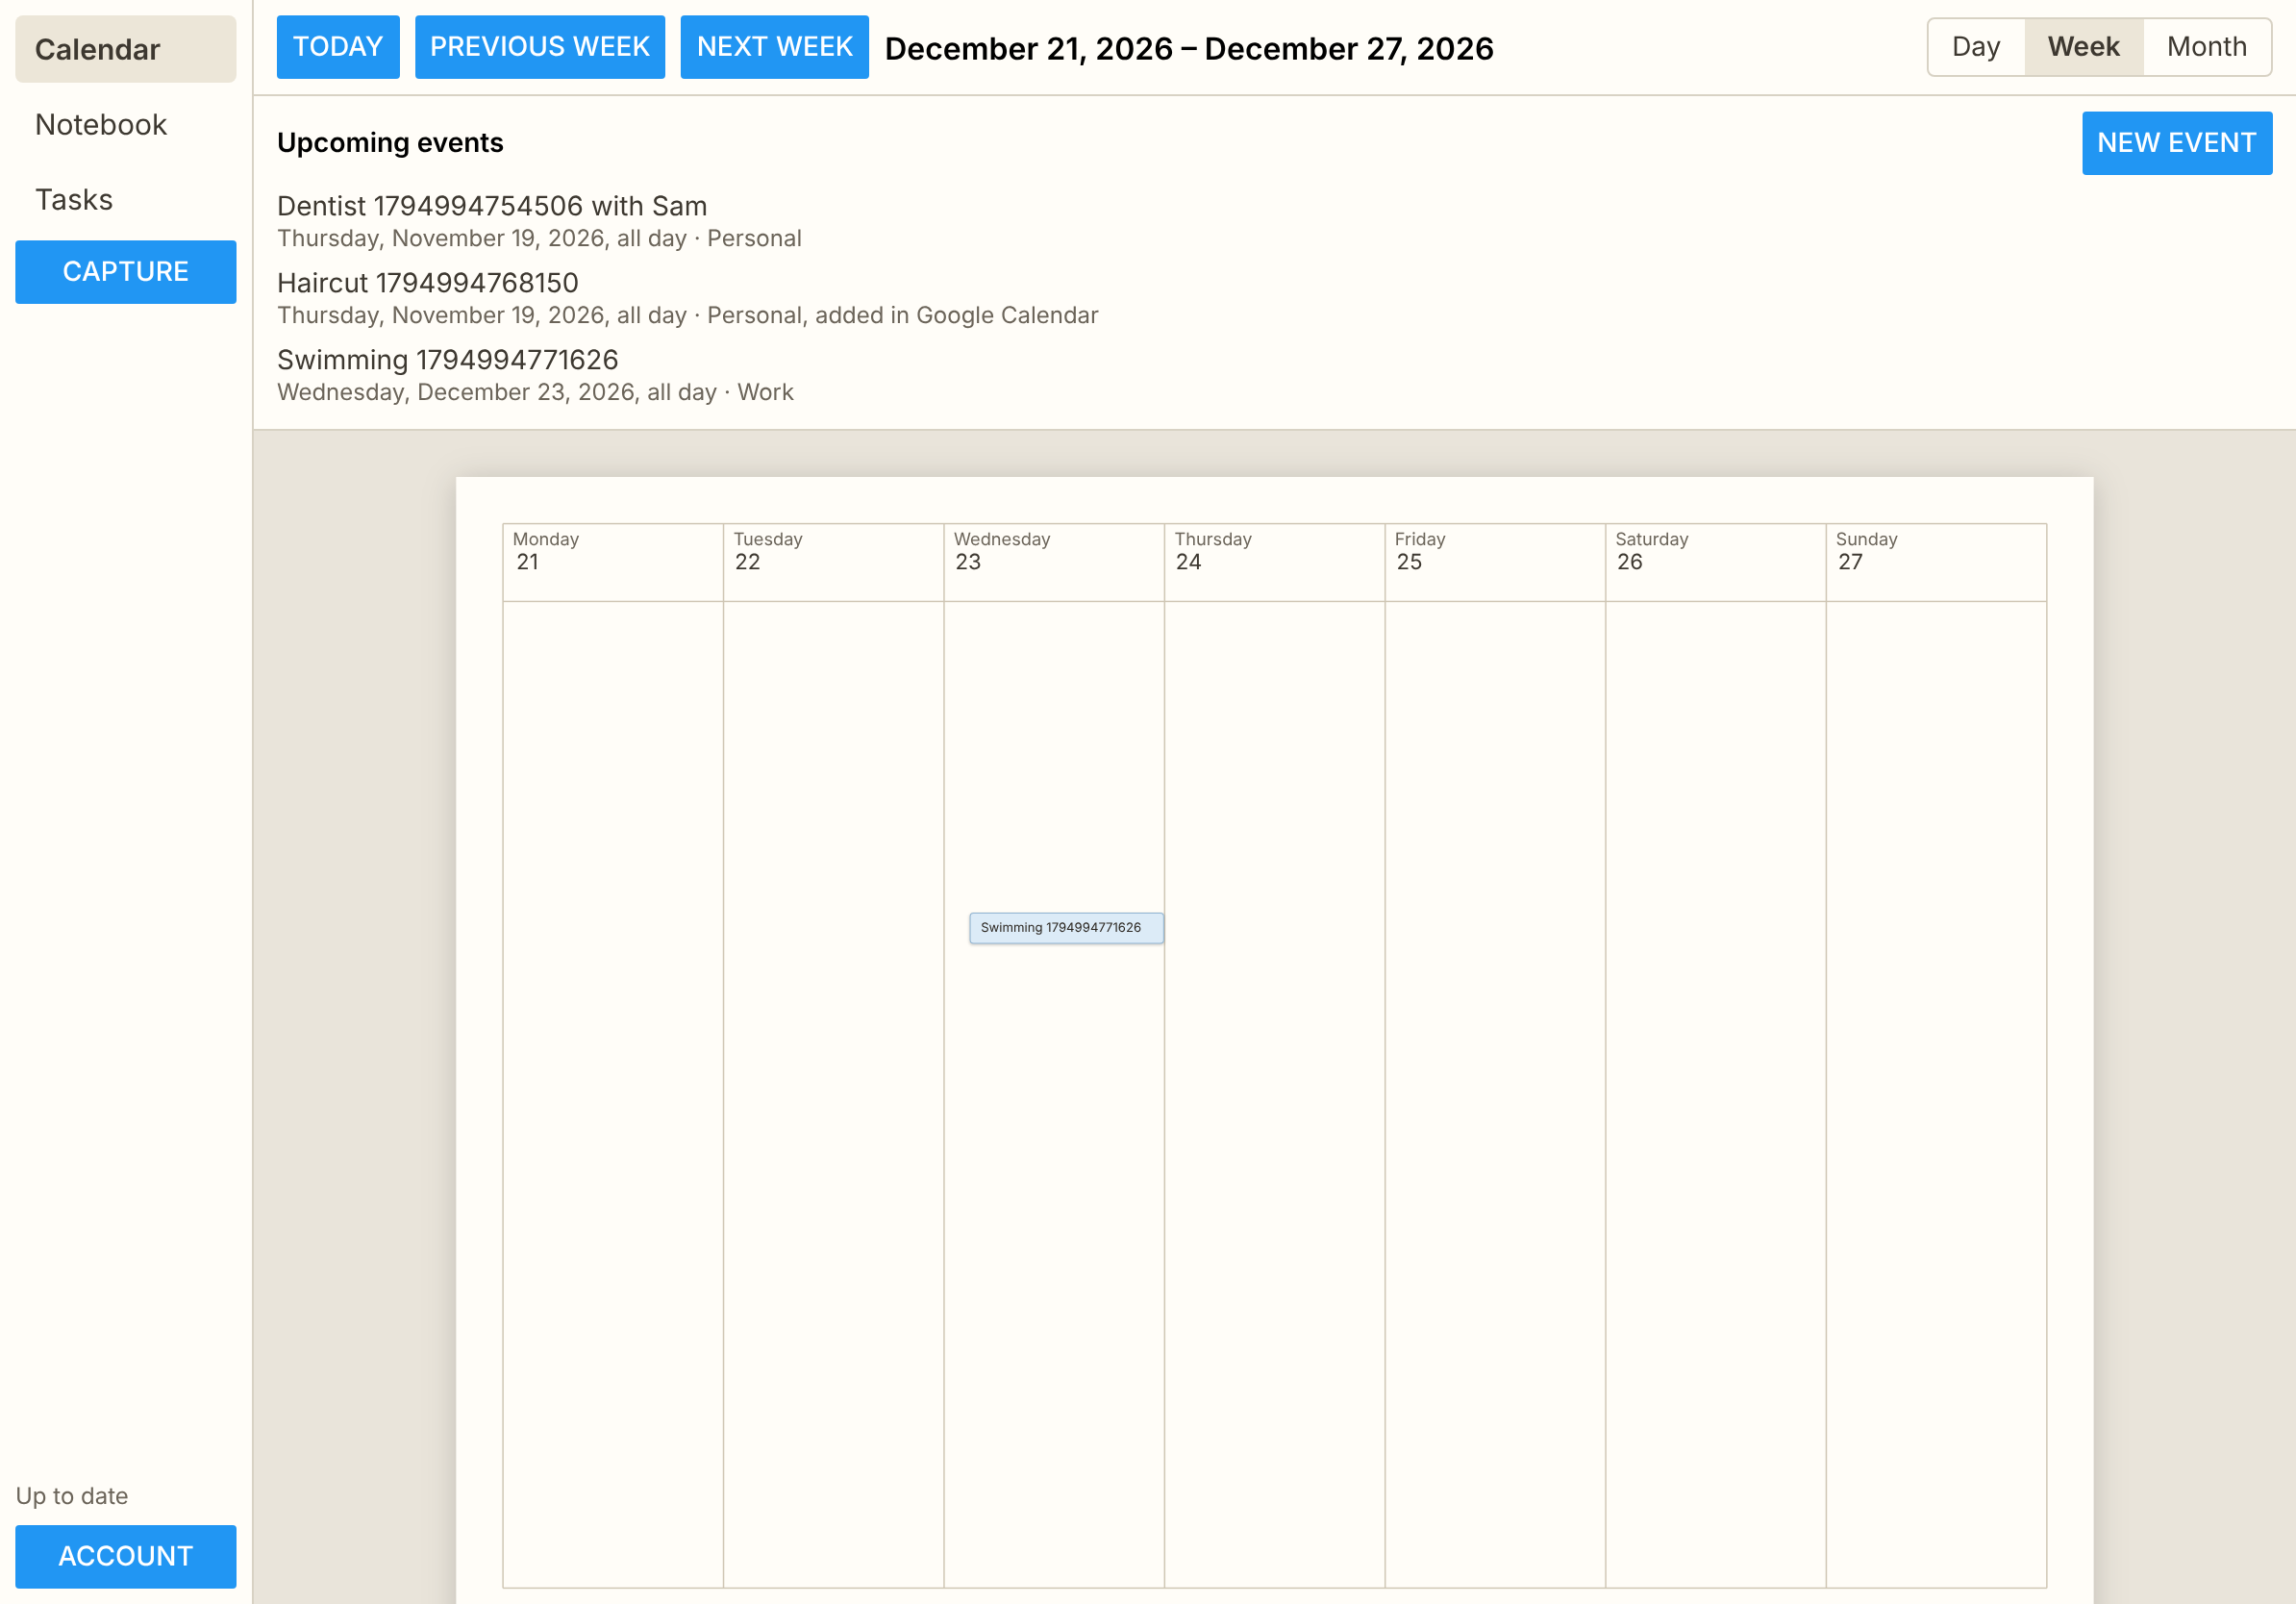 Calendar
Notebook
Tasks
CAPTURE
Up to date
ACCOUNT
TODAY
PREVIOUS WEEK
NEXT WEEK
December 21, 2026 – December 27, 2026
Day
Week
Month
Upcoming events
NEW EVENT
Dentist 1794994754506 with Sam
Thursday, November 19, 2026, all day · Personal
Haircut 1794994768150
Thursday, November 19, 2026, all day · Personal, added in Google Calendar
Swimming 1794994771626
Wednesday, December 23, 2026, all day · Work
Monday
21
Tuesday
22
Wednesday
23
Thursday
24
Friday
25
Saturday
26
Sunday
27
Swimming 1794994771626